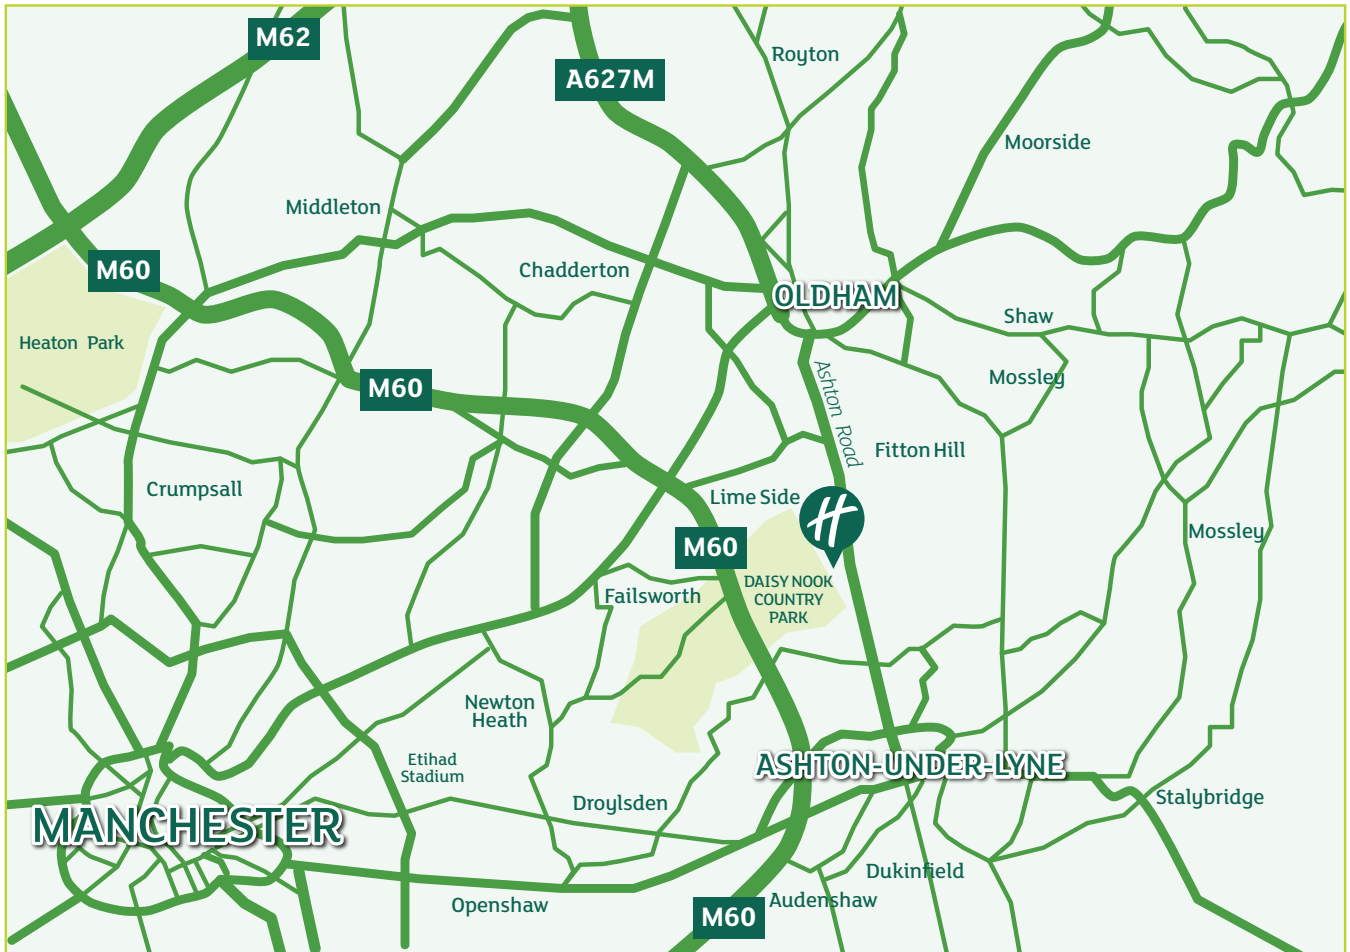 M62
A627M
Royton
Moorside
Middleton
M60
Chadderton
OLDHAM
Shaw
Heaton Park
Mossley
M60
Ashton Road
Fitton Hill
Crumpsall
Lime Side
H
Mossley
M60
DAISY NOOK
COUNTRY
PARK
Failsworth
Newton
Heath
Etihad
Stadium
ASHTON-UNDER-LYNE
Droylsden
Stalybridge
MANCHESTER
Dukinfield
Audenshaw
Openshaw
M60